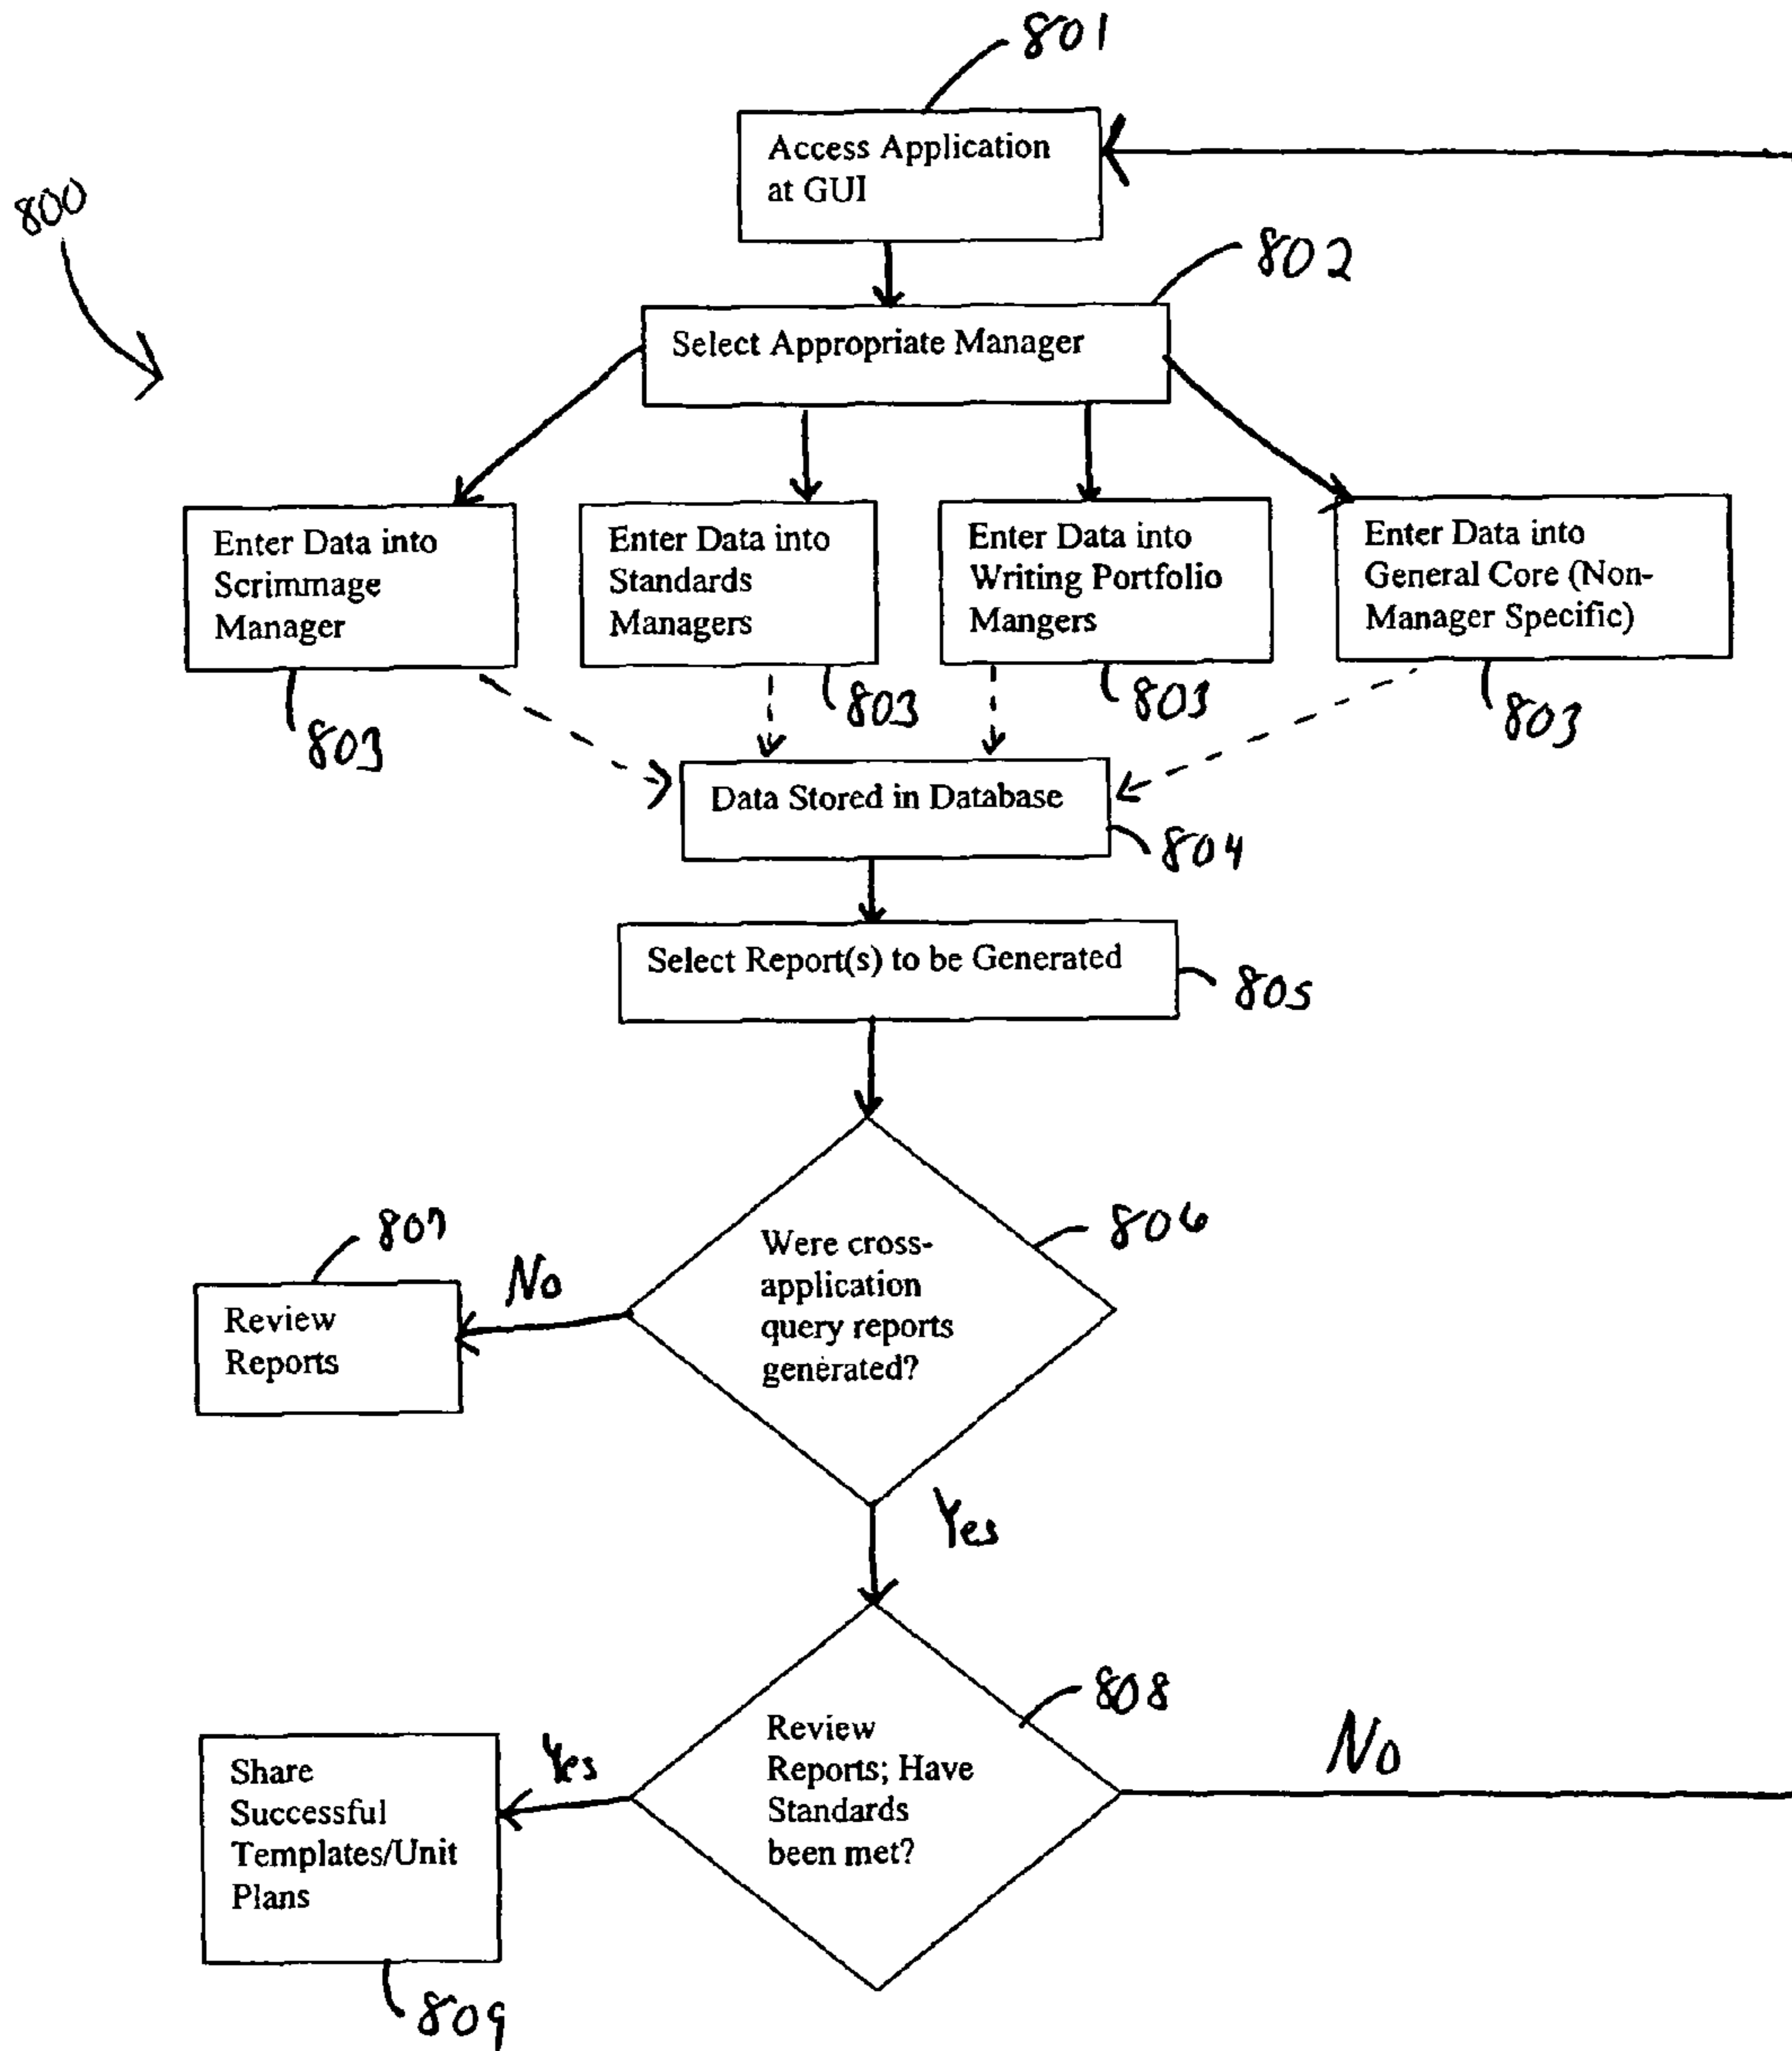 801
Access Application
at GUI
800
802
Select Appropriate Manager
Enter Data into
Scrimmage
Manager
Enter Data into
Standards
Managers
Enter Data into
Writing Portfolio
Mangers
Enter Data into
General Core (Non-
Manager Specific)
803
803
803
803
Data Stored in Database
804
Select Report(s) to be Generated
805
Were cross-
application
query reports
generated?
806
807
No
Review
Reports
Yes
808
Review
Reports; Have
Standards
been met?
No
Yes
Share
Successful
Templates/Unit
Plans
809